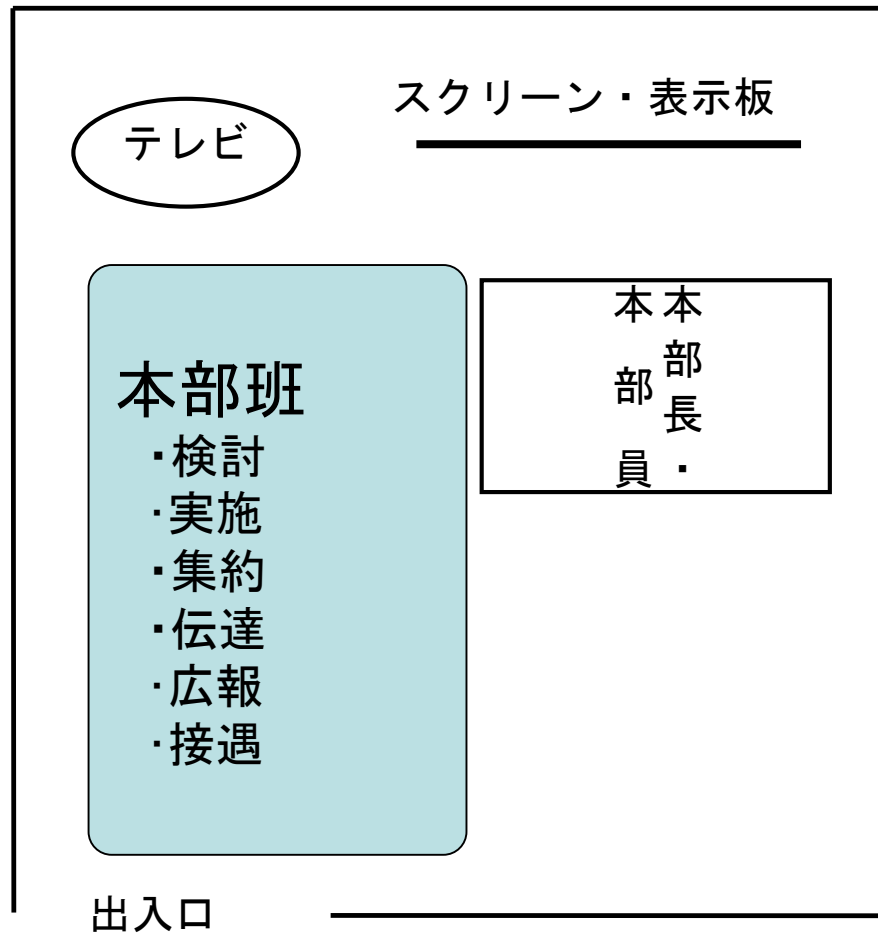 スクリーン・表示板
テレビ
本部長・
本部員
本部班
・検討
・実施
・集約
・伝達
・広報
・接遇
出入口